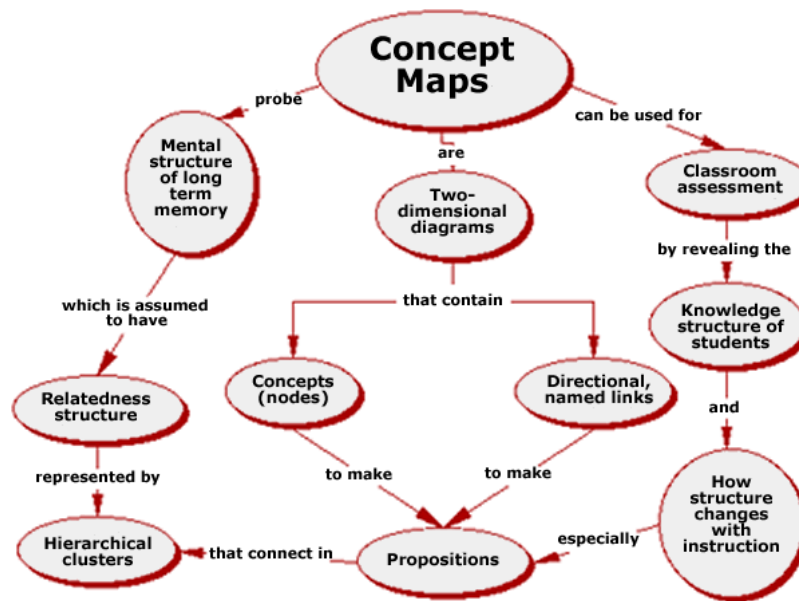 Concept
Maps
probe
can be used for
are
Mental
structure
of long
term
memory
Two-
dimensional
diagrams
Classroom
assessment
by revealing the
which is assumed
to have
that contain
Knowledge
structure of
students
Relatedness
structure
Concepts
(nodes)
Directional,
named links
and
represented by
to make
to make
How
structure
changes
with
instruction
especially
Hierarchical
clusters
that connect in
Propositions